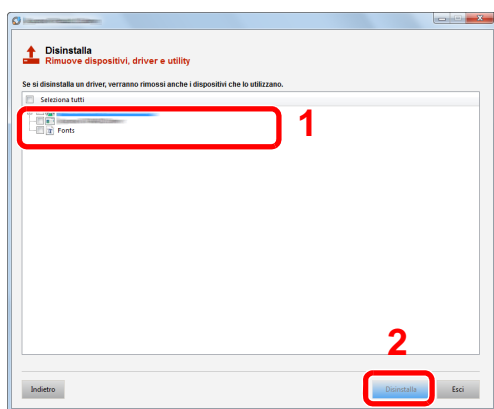 Disinstalla
Rimuove dispositivi, driver e utility
Se si disinstalla un driver, verranno rimossi anche i dispositivi che lo utilizzano.
Seleziona tutti
Fonts
1
2
Indietro
Disinstalla
Esci